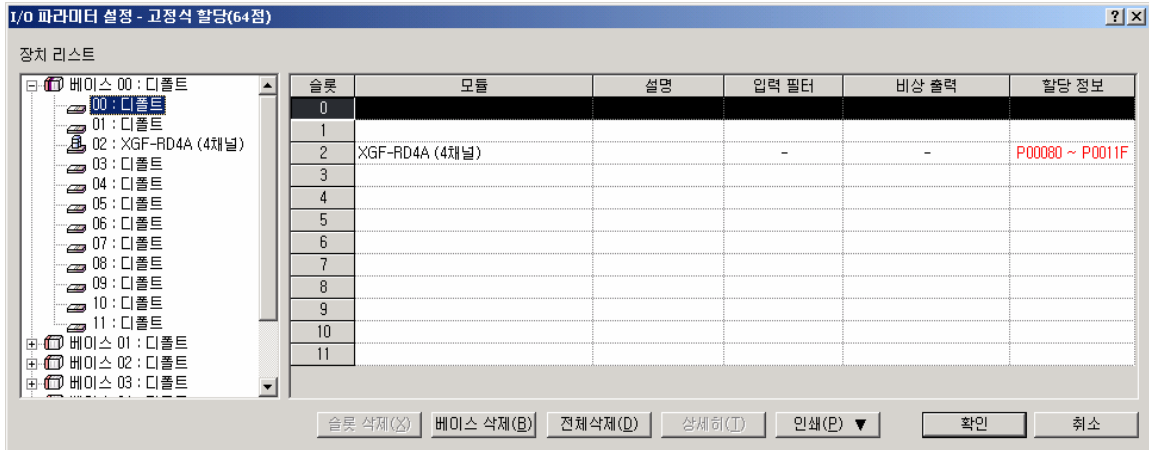 I/O 파라미터 설정 - 고정식 할당(64점)
장치 리스트
베이스 00 : 디폴트
00 : 디폴트
01 : 디폴트
02 : XGF-RD4A (4채널)
03 : 디폴트
04 : 디폴트
05 : 디폴트
06 : 디폴트
07 : 디폴트
08 : 디폴트
09 : 디폴트
10 : 디폴트
11 : 디폴트
베이스 01 : 디폴트
베이스 02 : 디폴트
베이스 03 : 디폴트
슬롯 모듈 설명 입력 필터 비상 출력 할당 정보
0
1
2 XGF-RD4A (4채널) - - P00080 ~ P0011F
3
4
5
6
7
8
9
10
11
슬롯 삭제(X) 베이스 삭제(B) 전체삭제(D) 상세히(T) 인쇄(P) ▼ 확인 취소